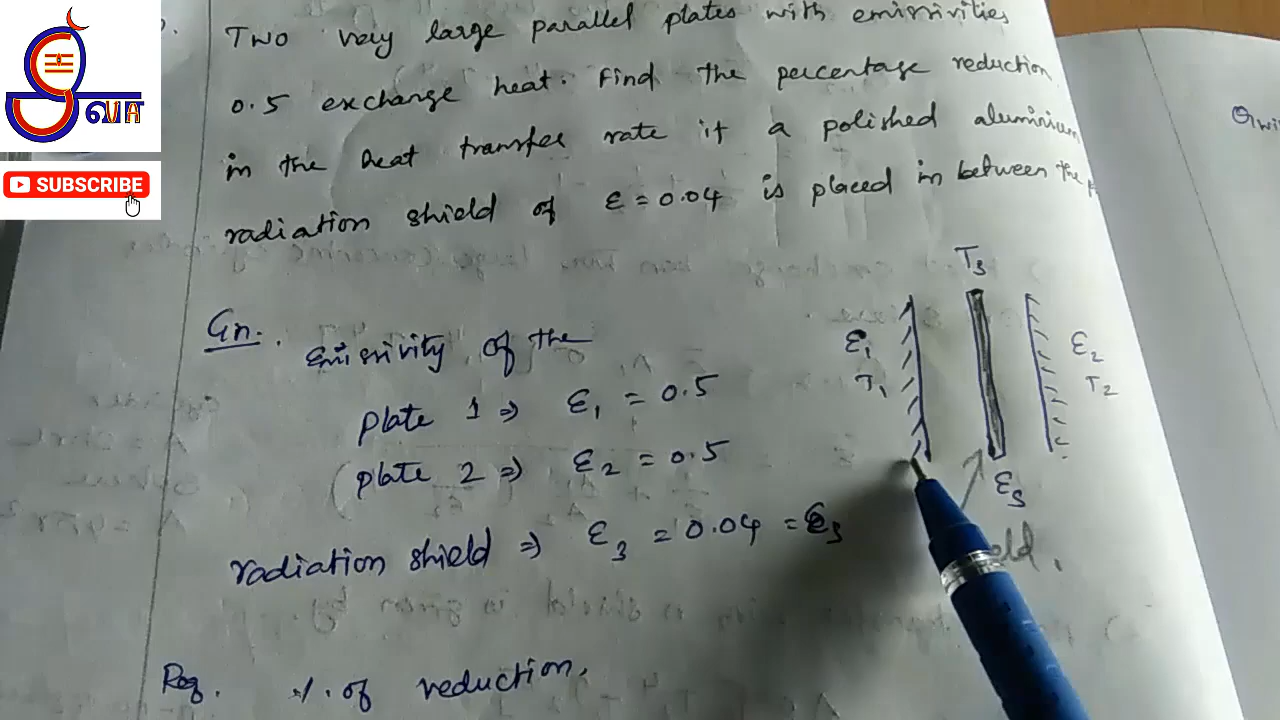 சிவா
SUBSCRIBE
Two very large parallel plates with emissivities
0.5 exchange heat. Find the percentage reduction
in the heat transfer rate if a polished aluminium
radiation shield of ε = 0.04 is placed in between the
Gn.
Emissivity of the
plate 1 ⇒ ε₁ = 0.5
plate 2 ⇒ ε₂ = 0.5
radiation shield ⇒ ε₃ = 0.04 = εs
Req. % of reduction.
T₃
ε₁
T₁
ε₂
T₂
εs